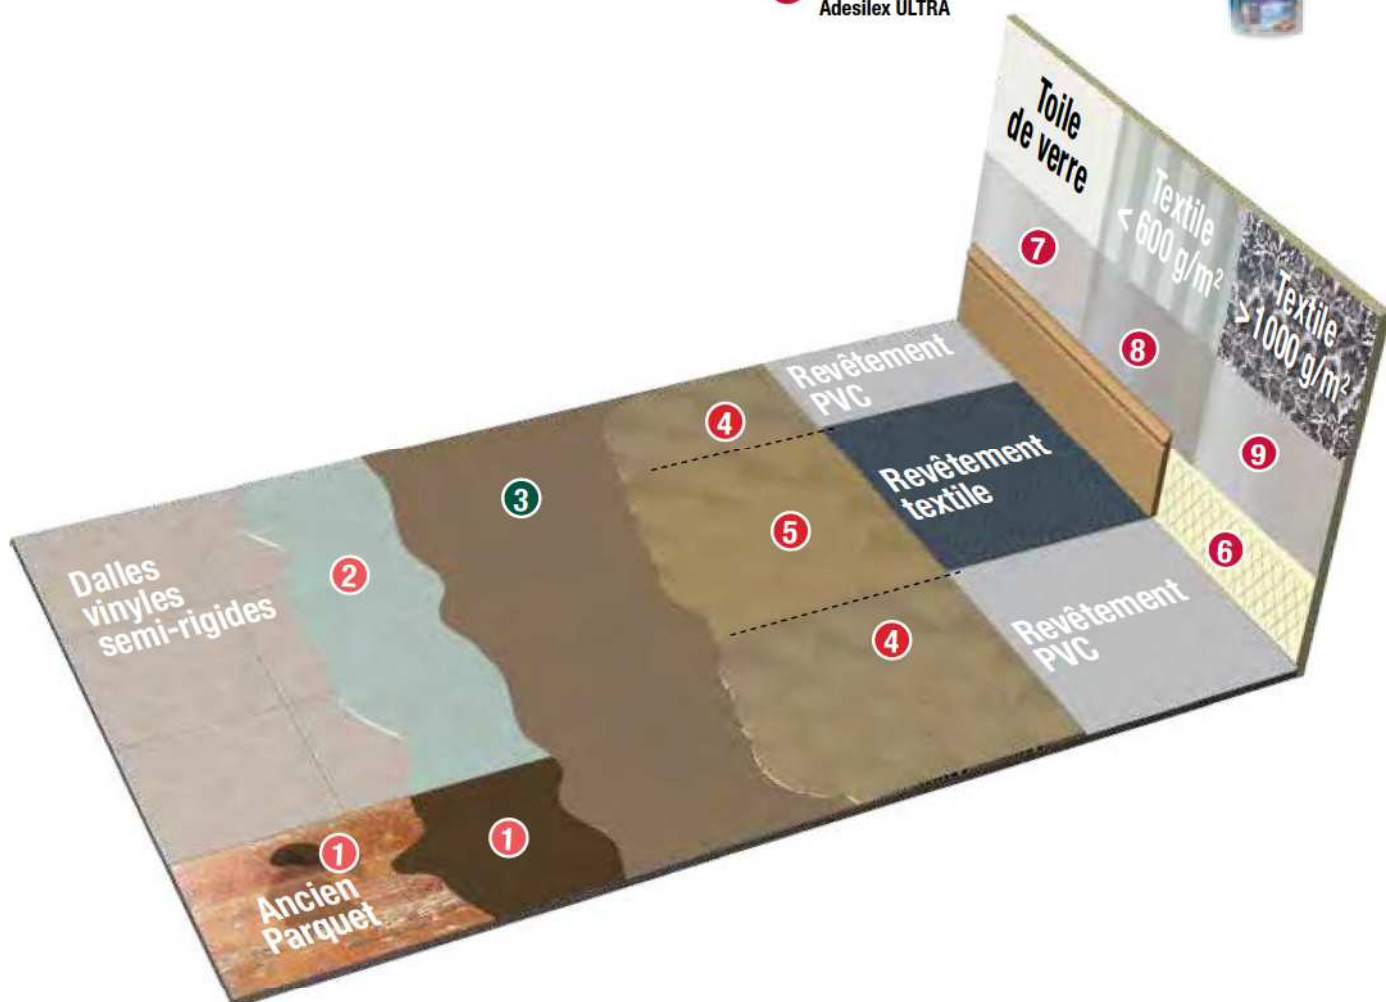 Adesilex ULTRA
Toile
de verre
Textile
< 600 g/m²
Textile
>1000 g/m²
7
8
9
6
Revêtement
PVC
Revêtement
textile
Revêtement
PVC
4
5
4
3
2
Dalles
vinyles
semi-rigides
1
1
Ancien
Parquet